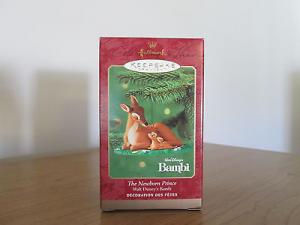 Hallmark
KEEPSAKE
Walt Disney's
Bambi
The Newborn Prince
Walt Disney's Bambi
DÉCORATION DES FÊTES